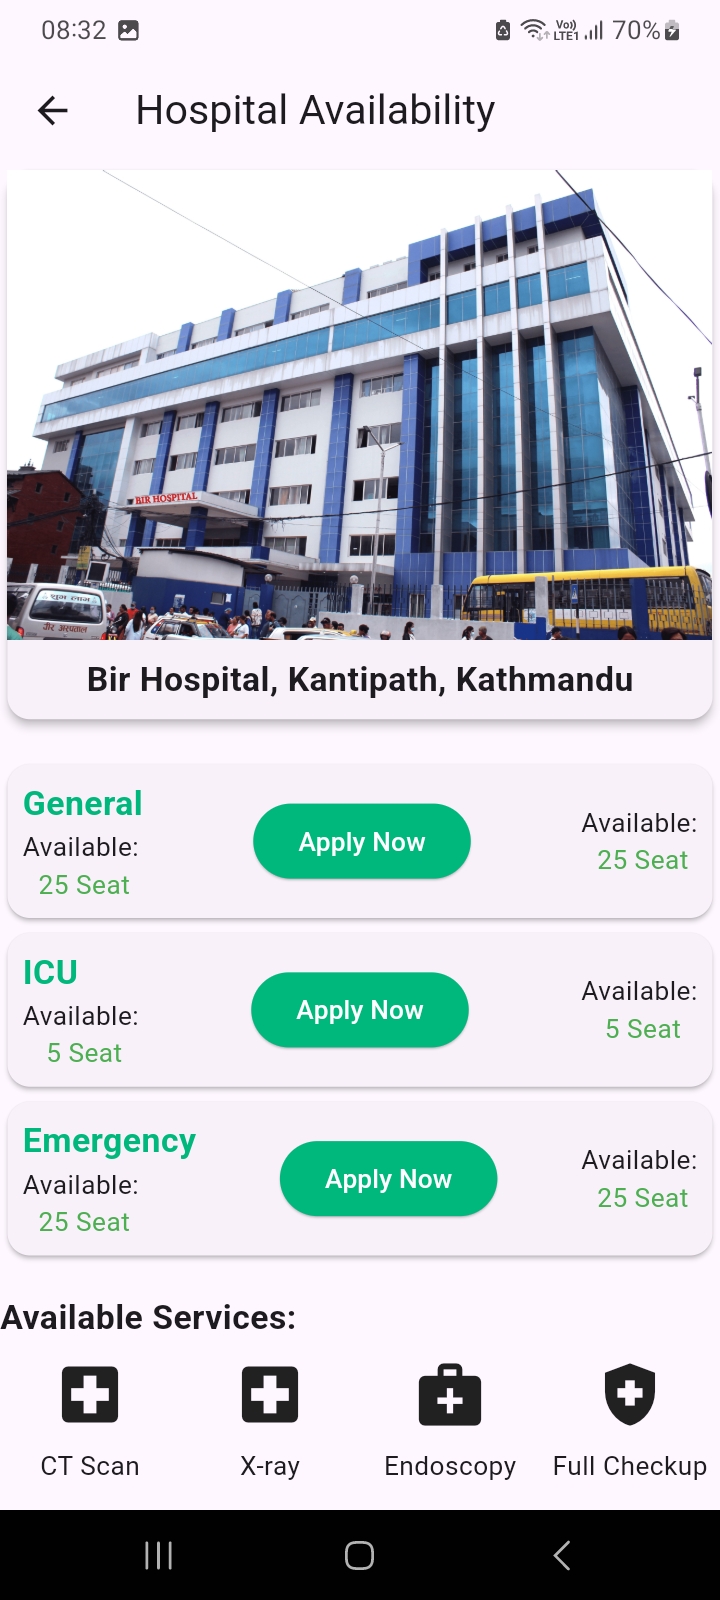 08:32
Vo))
LTE1
70%
Hospital Availability
BIR HOSPITAL
शुभ लाभ
वीर अस्पताल
Bir Hospital, Kantipath, Kathmandu
General
Available:
25 Seat
Apply Now
Available:
25 Seat
ICU
Available:
5 Seat
Apply Now
Available:
5 Seat
Emergency
Available:
25 Seat
Apply Now
Available:
25 Seat
Available Services:
CT Scan
X-ray
Endoscopy
Full Checkup